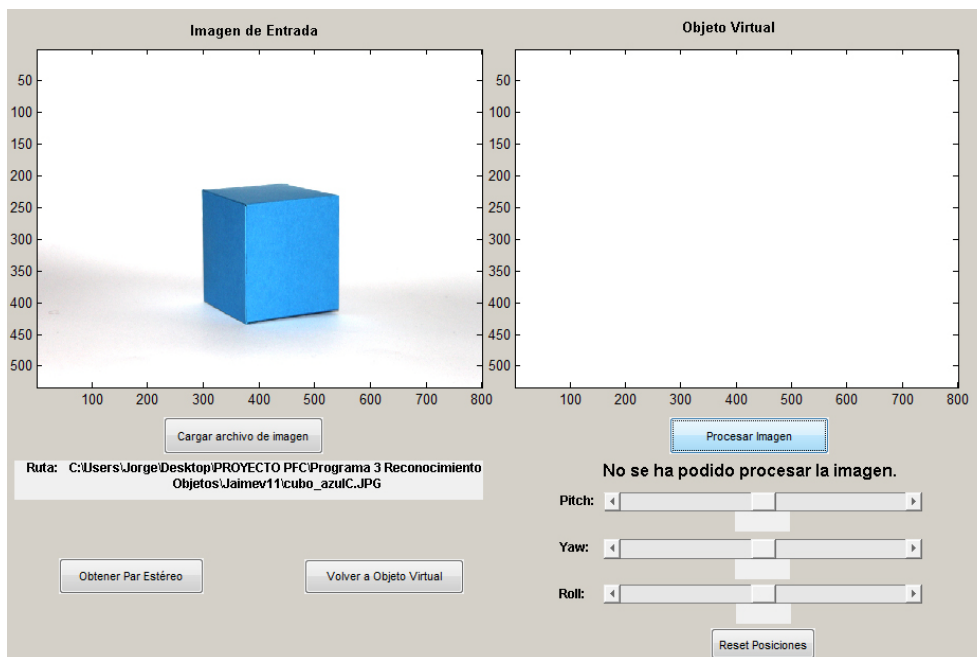 Imagen de Entrada
Objeto Virtual
50
100
150
200
250
300
350
400
450
500
100 200 300 400 500 600 700 800
50
100
150
200
250
300
350
400
450
500
100 200 300 400 500 600 700 800
Cargar archivo de imagen
Procesar Imagen
Ruta: C:\Users\Jorge\Desktop\PROYECTO PFC\Programa 3 Reconocimiento
Objetos\Jaimev11\cubo_azulC.JPG
No se ha podido procesar la imagen.
Pitch:
Yaw:
Roll:
Obtener Par Estéreo
Volver a Objeto Virtual
Reset Posiciones